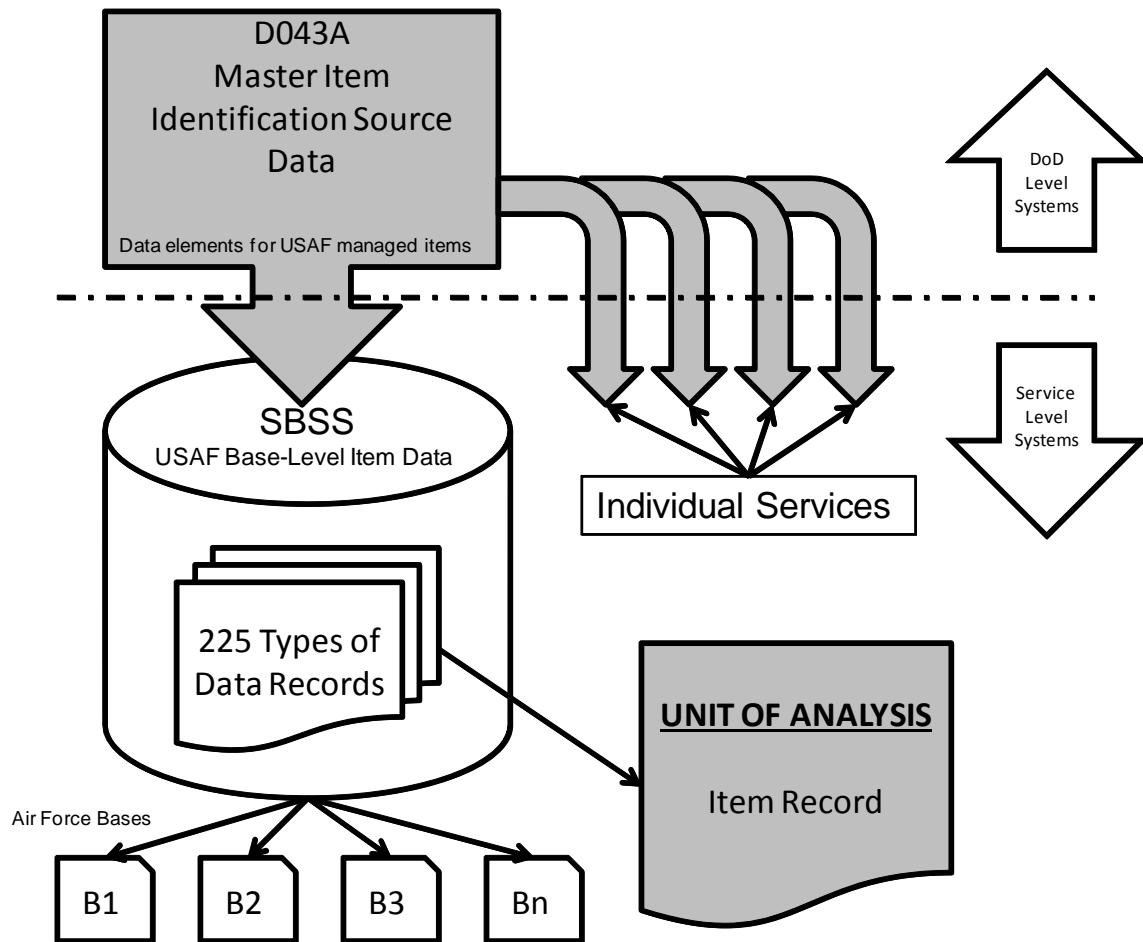 D043A
Master Item
Identification Source
Data
Data elements for USAF managed items
DoD
Level
Systems
SBSS
USAF Base-Level Item Data
Service
Level
Systems
Individual Services
225 Types of
Data Records
UNIT OF ANALYSIS
Item Record
Air Force Bases
B1
B2
B3
Bn